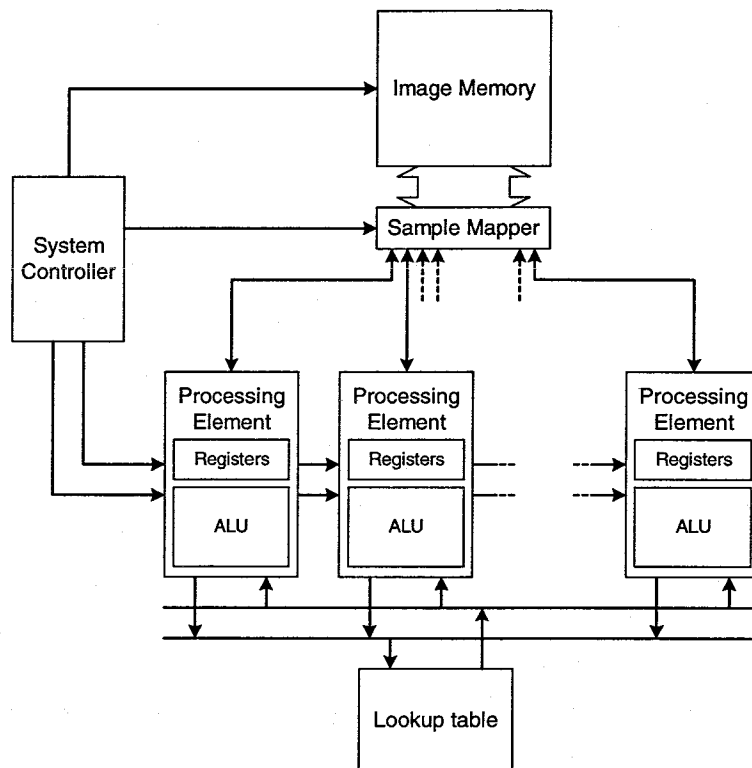 Image Memory
System
Controller
Sample Mapper
Processing
Element
Registers
ALU
Processing
Element
Registers
ALU
Processing
Element
Registers
ALU
Lookup table